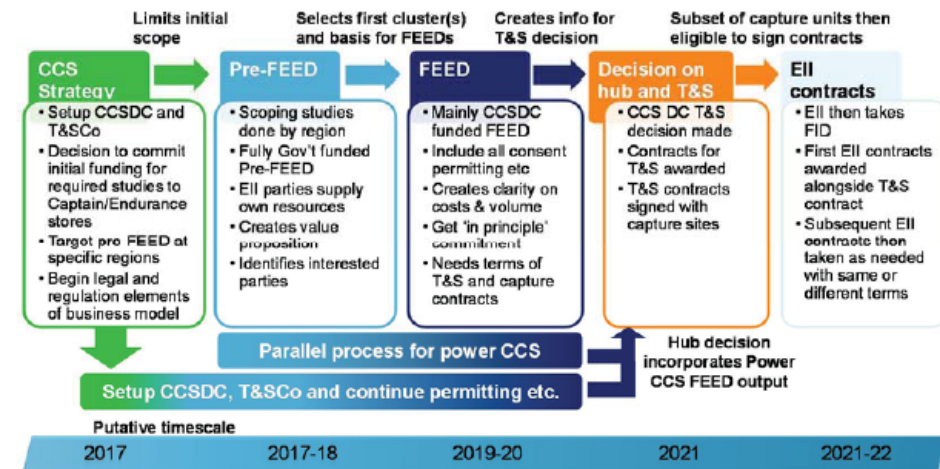 Limits initial
scope
Selects first cluster(s)
and basis for FEEDs
Creates info for
T&S decision
Subset of capture units then
eligible to sign contracts
CCS
Strategy
• Setup CCSDC and
T&SCo
• Decision to commit
initial funding for
required studies to
Captain/Endurance
stores
• Target pre FEED at
specific regions
• Begin legal and
regulation elements
of business model
Pre-FEED
• Scoping studies
done by region
• Fully Gov't funded
Pre-FEED
• EII parties supply
own resources
• Creates value
proposition
• Identifies interested
parties
FEED
• Mainly CCSDC
funded FEED
• Include all consent
permitting etc
• Creates clarity on
costs & volume
• Get 'in principle'
commitment
• Needs terms of
T&S and capture
contracts
Decision on
hub and T&S
• CCS DC T&S
decision made
• Contracts for
T&S awarded
• T&S contracts
signed with
capture sites
EII
contracts
• EII then takes
FID
• First EII contracts
awarded
alongside T&S
contract
• Subsequent EII
contracts then
taken as needed
with same or
different terms
Parallel process for power CCS
Setup CCSDC, T&SCo and continue permitting etc.
Hub decision
incorporates Power
CCS FEED output
Putative timescale
2017
2017-18
2019-20
2021
2021-22